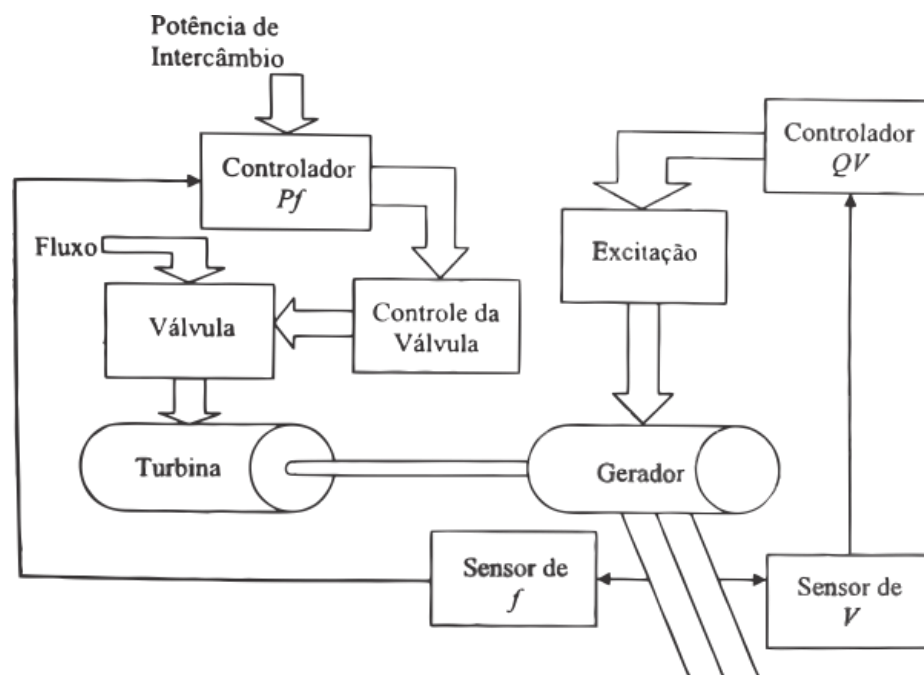 Potência de
Intercâmbio
Controlador
Pf
Controlador
QV
Fluxo
Excitação
Válvula
Controle da
Válvula
Turbina
Gerador
Sensor de
f
Sensor de
V